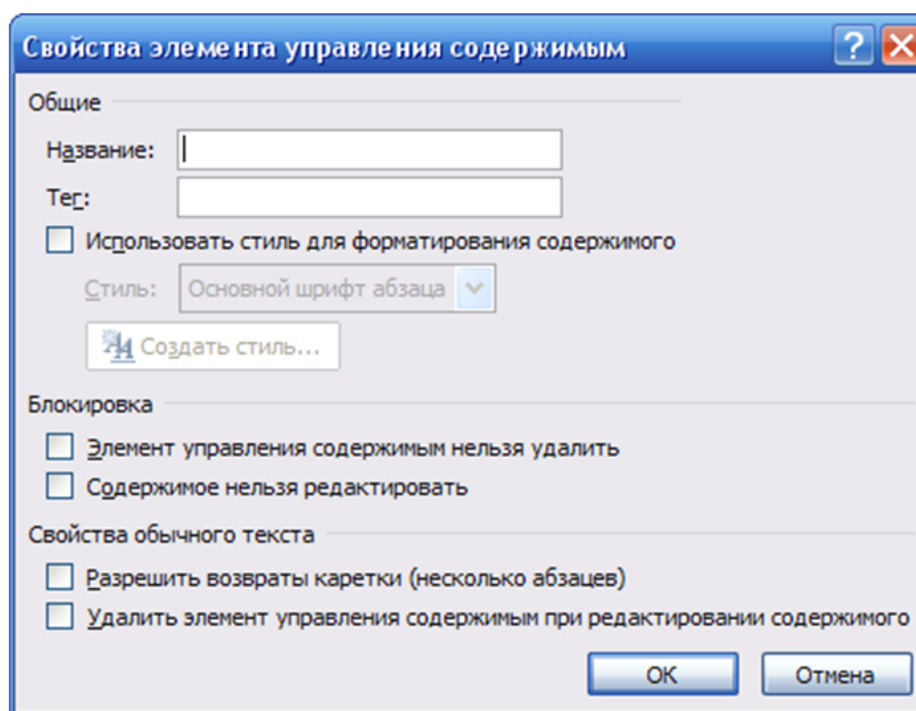 Свойства элемента управления содержимым
Общие
Название:
Тег:
Использовать стиль для форматирования содержимого
Стиль: Основной шрифт абзаца
Создать стиль...
Блокировка
Элемент управления содержимым нельзя удалить
Содержимое нельзя редактировать
Свойства обычного текста
Разрешить возвраты каретки (несколько абзацев)
Удалить элемент управления содержимым при редактировании содержимого
ОК Отмена